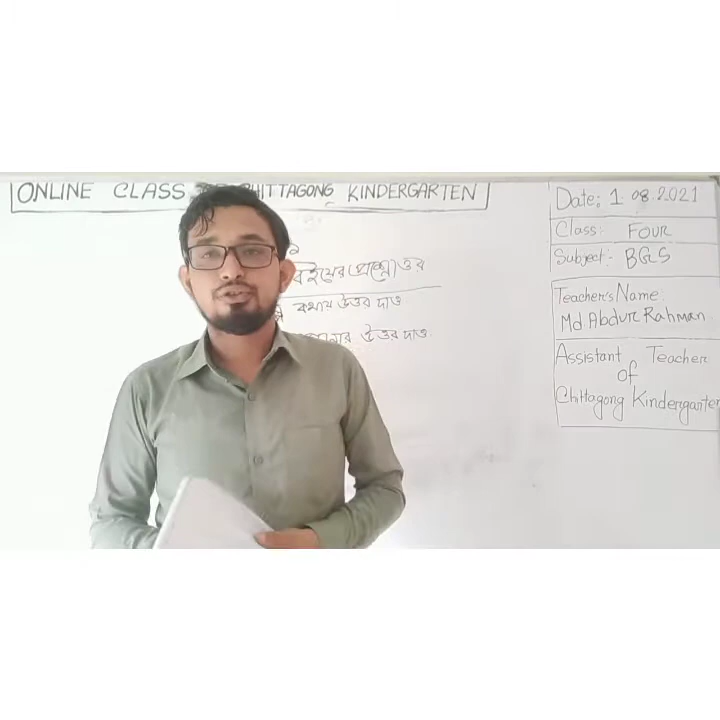 ONLINE CLASS CHITTAGONG KINDERGARTEN
বইয়ের প্রশ্নোত্তর
কথায় উত্তর দাও
উত্তর দাও.
Date: 1.08.2021
Class: FOUR
Subject: BGS
Teacher's Name:
Md Abdur Rahman
Assistant Teacher
of
Chittagong Kindergarten